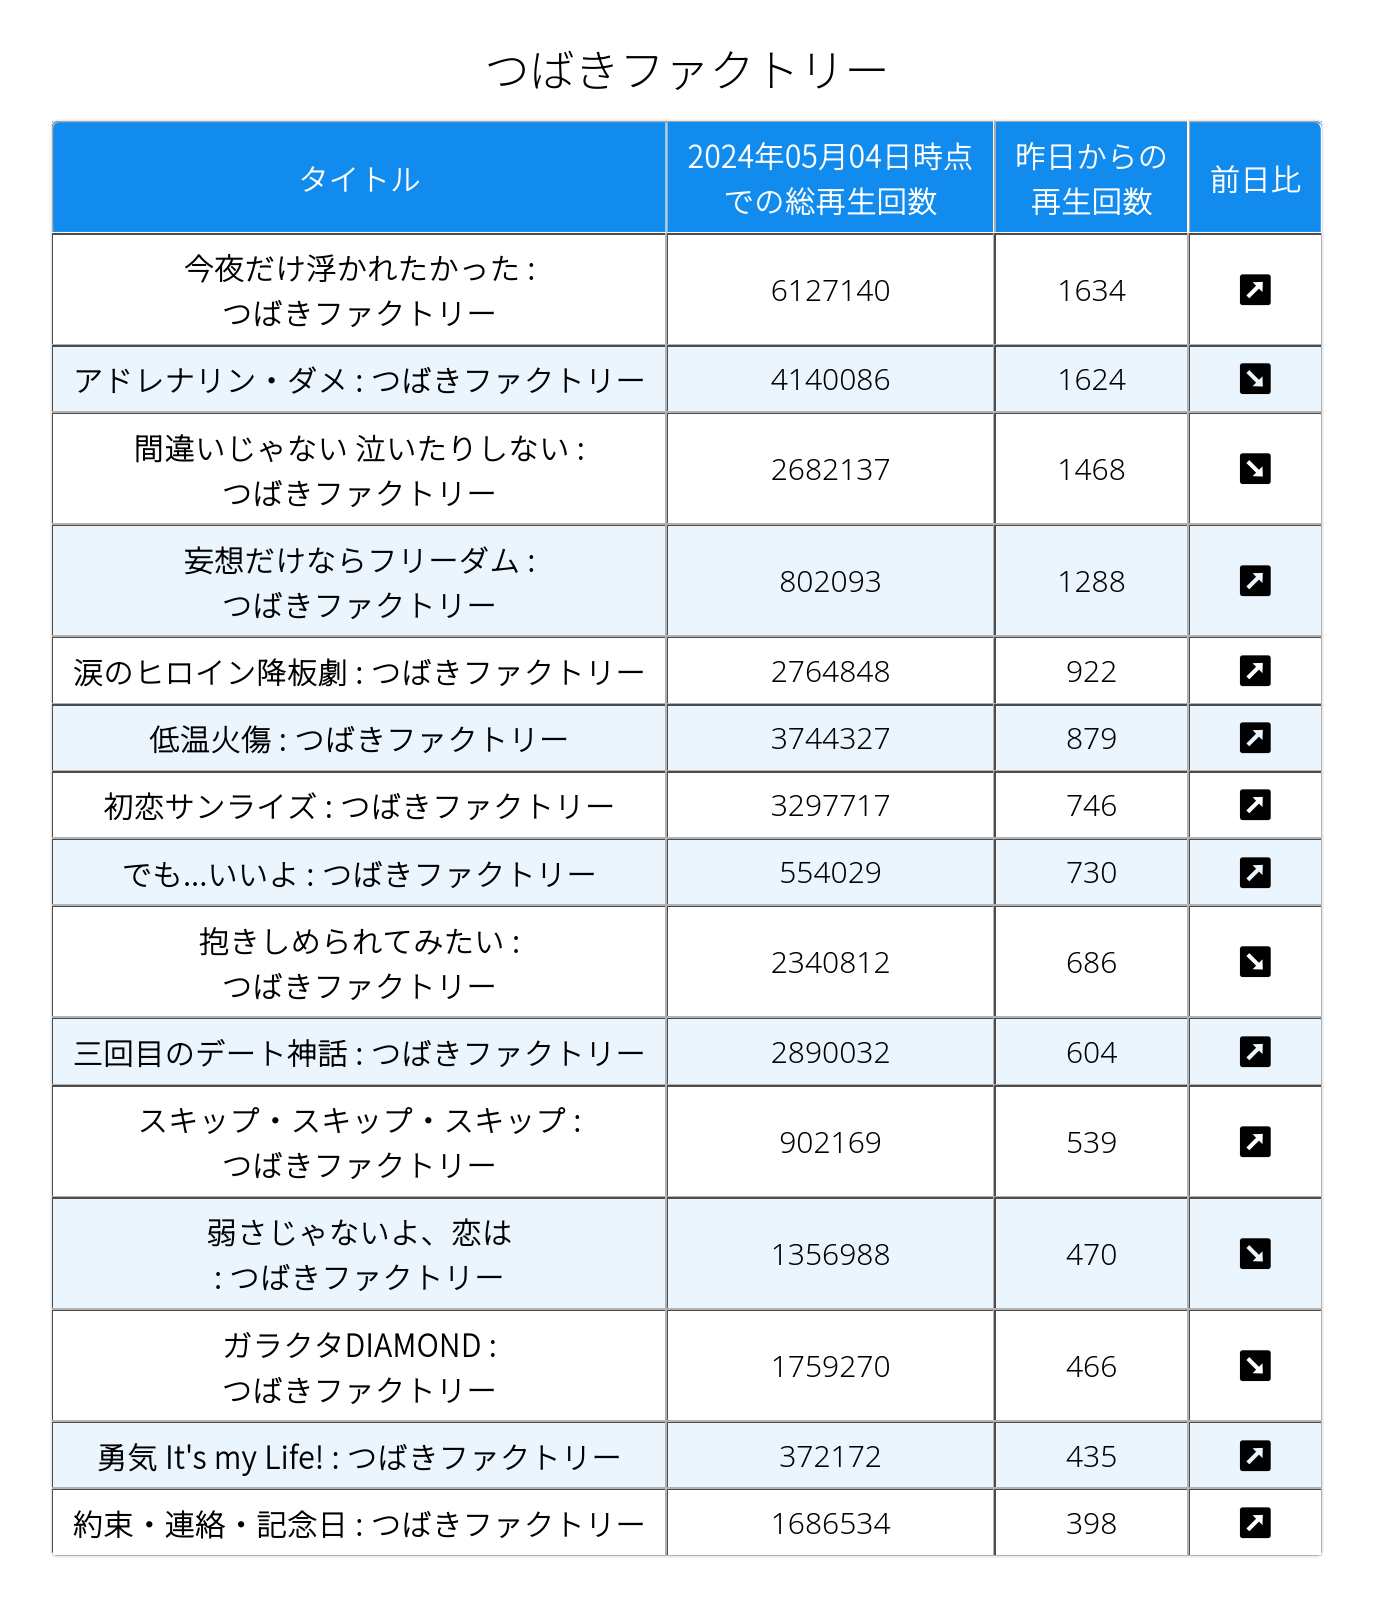 つばきファクトリー
タイトル
2024年05月04日時点
での総再生回数
昨日からの
再生回数
前日比
今夜だけ浮かれたかった :
つばきファクトリー
6127140
1634
アドレナリン・ダメ : つばきファクトリー
4140086
1624
間違いじゃない 泣いたりしない :
つばきファクトリー
2682137
1468
妄想だけならフリーダム :
つばきファクトリー
802093
1288
涙のヒロイン降板劇 : つばきファクトリー
2764848
922
低温火傷 : つばきファクトリー
3744327
879
初恋サンライズ : つばきファクトリー
3297717
746
でも...いいよ : つばきファクトリー
554029
730
抱きしめられてみたい :
つばきファクトリー
2340812
686
三回目のデート神話 : つばきファクトリー
2890032
604
スキップ・スキップ・スキップ :
つばきファクトリー
902169
539
弱さじゃないよ、恋は
: つばきファクトリー
1356988
470
ガラクタDIAMOND :
つばきファクトリー
1759270
466
勇気 It's my Life! : つばきファクトリー
372172
435
約束・連絡・記念日 : つばきファクトリー
1686534
398